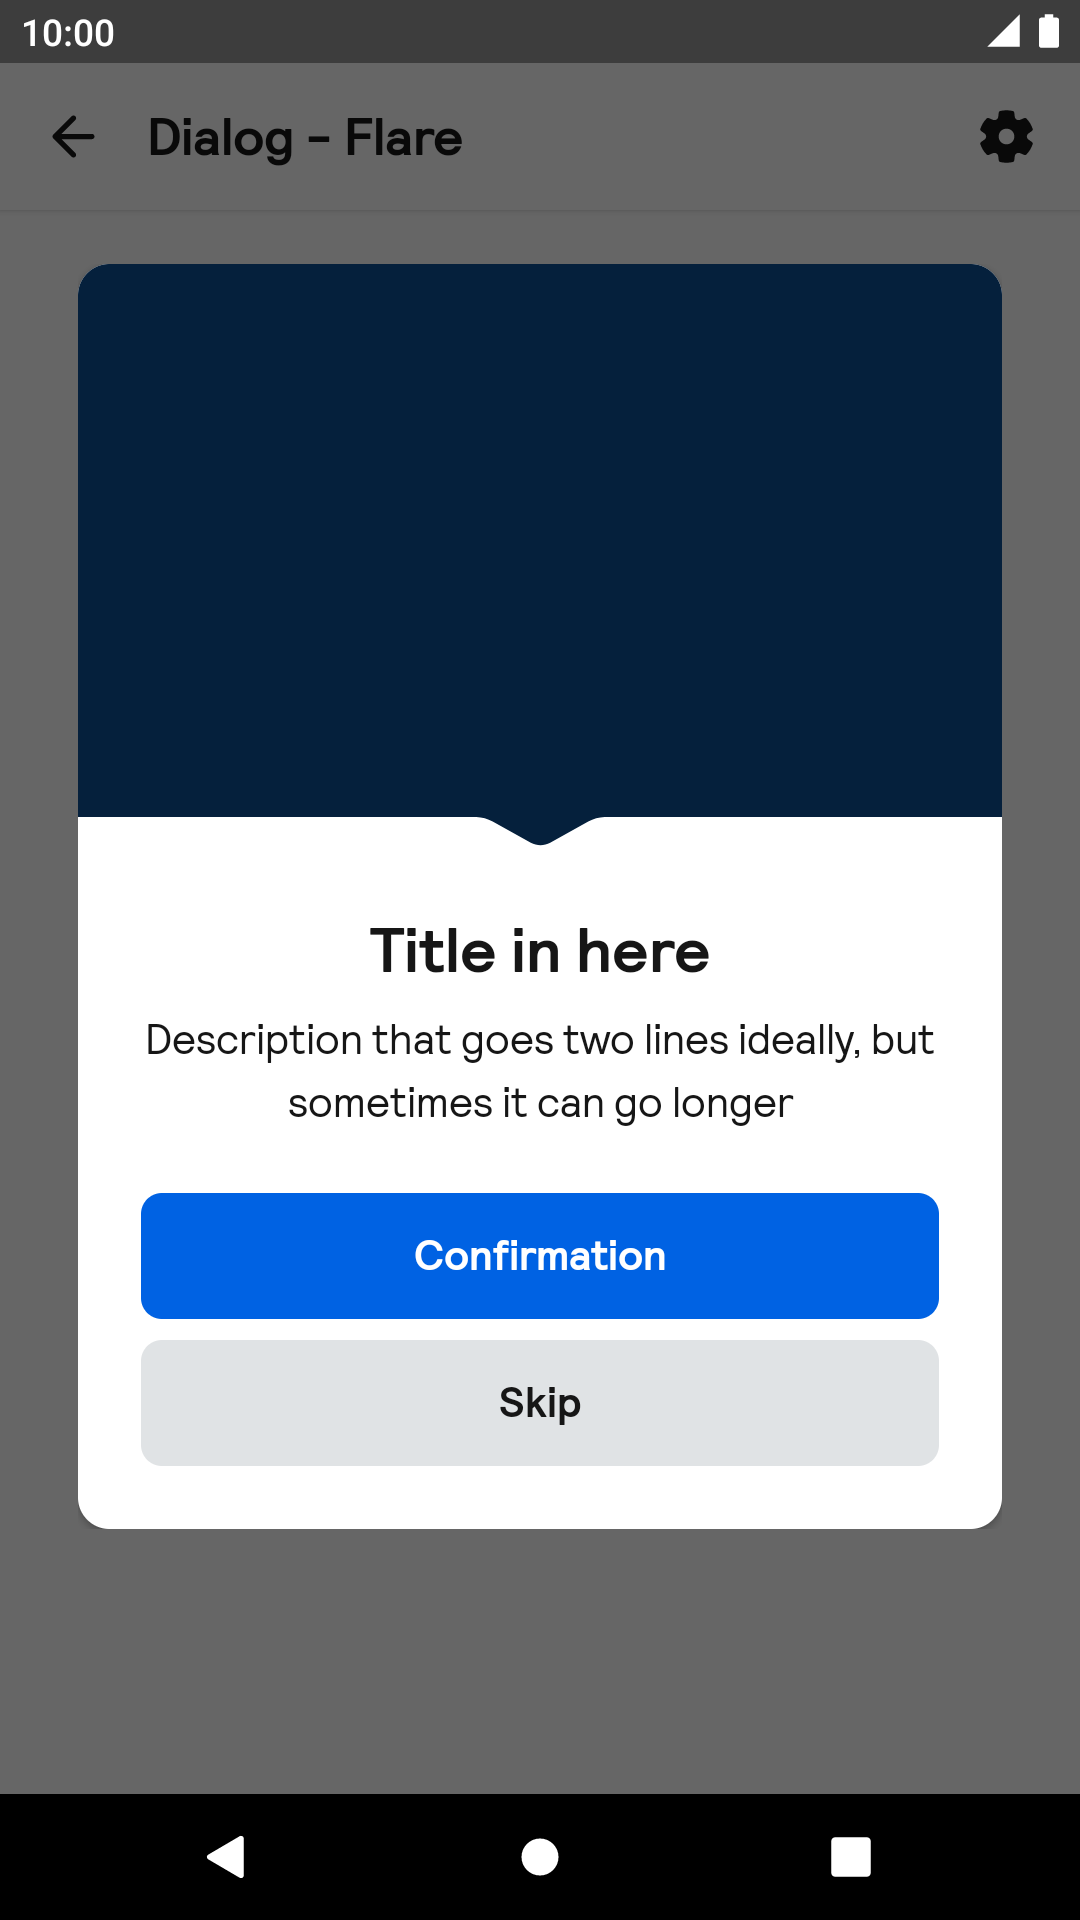 10:00
Dialog - Flare
Title in here
Description that goes two lines ideally, but
sometimes it can go longer
Confirmation
Skip